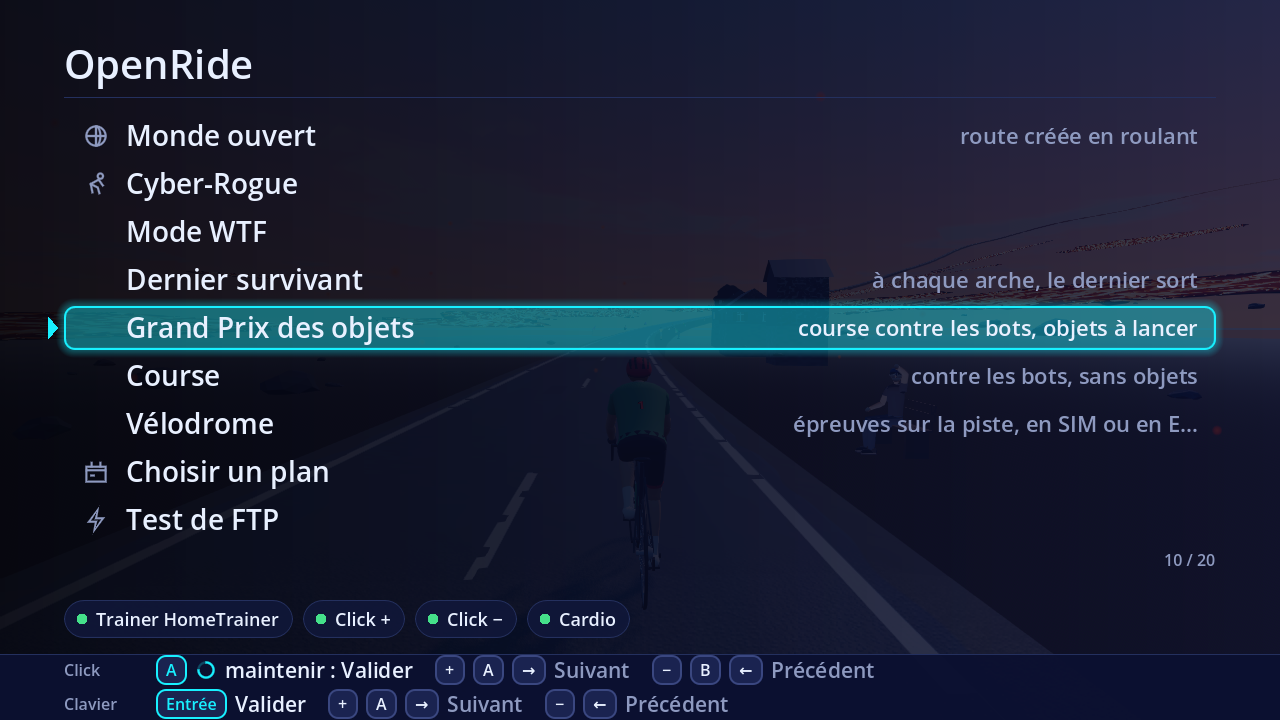 OpenRide
Monde ouvert route créée en roulant
Cyber-Rogue
Mode WTF
Dernier survivant à chaque arche, le dernier sort
Grand Prix des objets course contre les bots, objets à lancer
Course contre les bots, sans objets
Vélodrome épreuves sur la piste, en SIM ou en E...
Choisir un plan
Test de FTP
10 / 20
Trainer HomeTrainer Click + Click − Cardio
Click A maintenir : Valider + A → Suivant − B ← Précédent
Clavier Entrée Valider + A → Suivant − ← Précédent